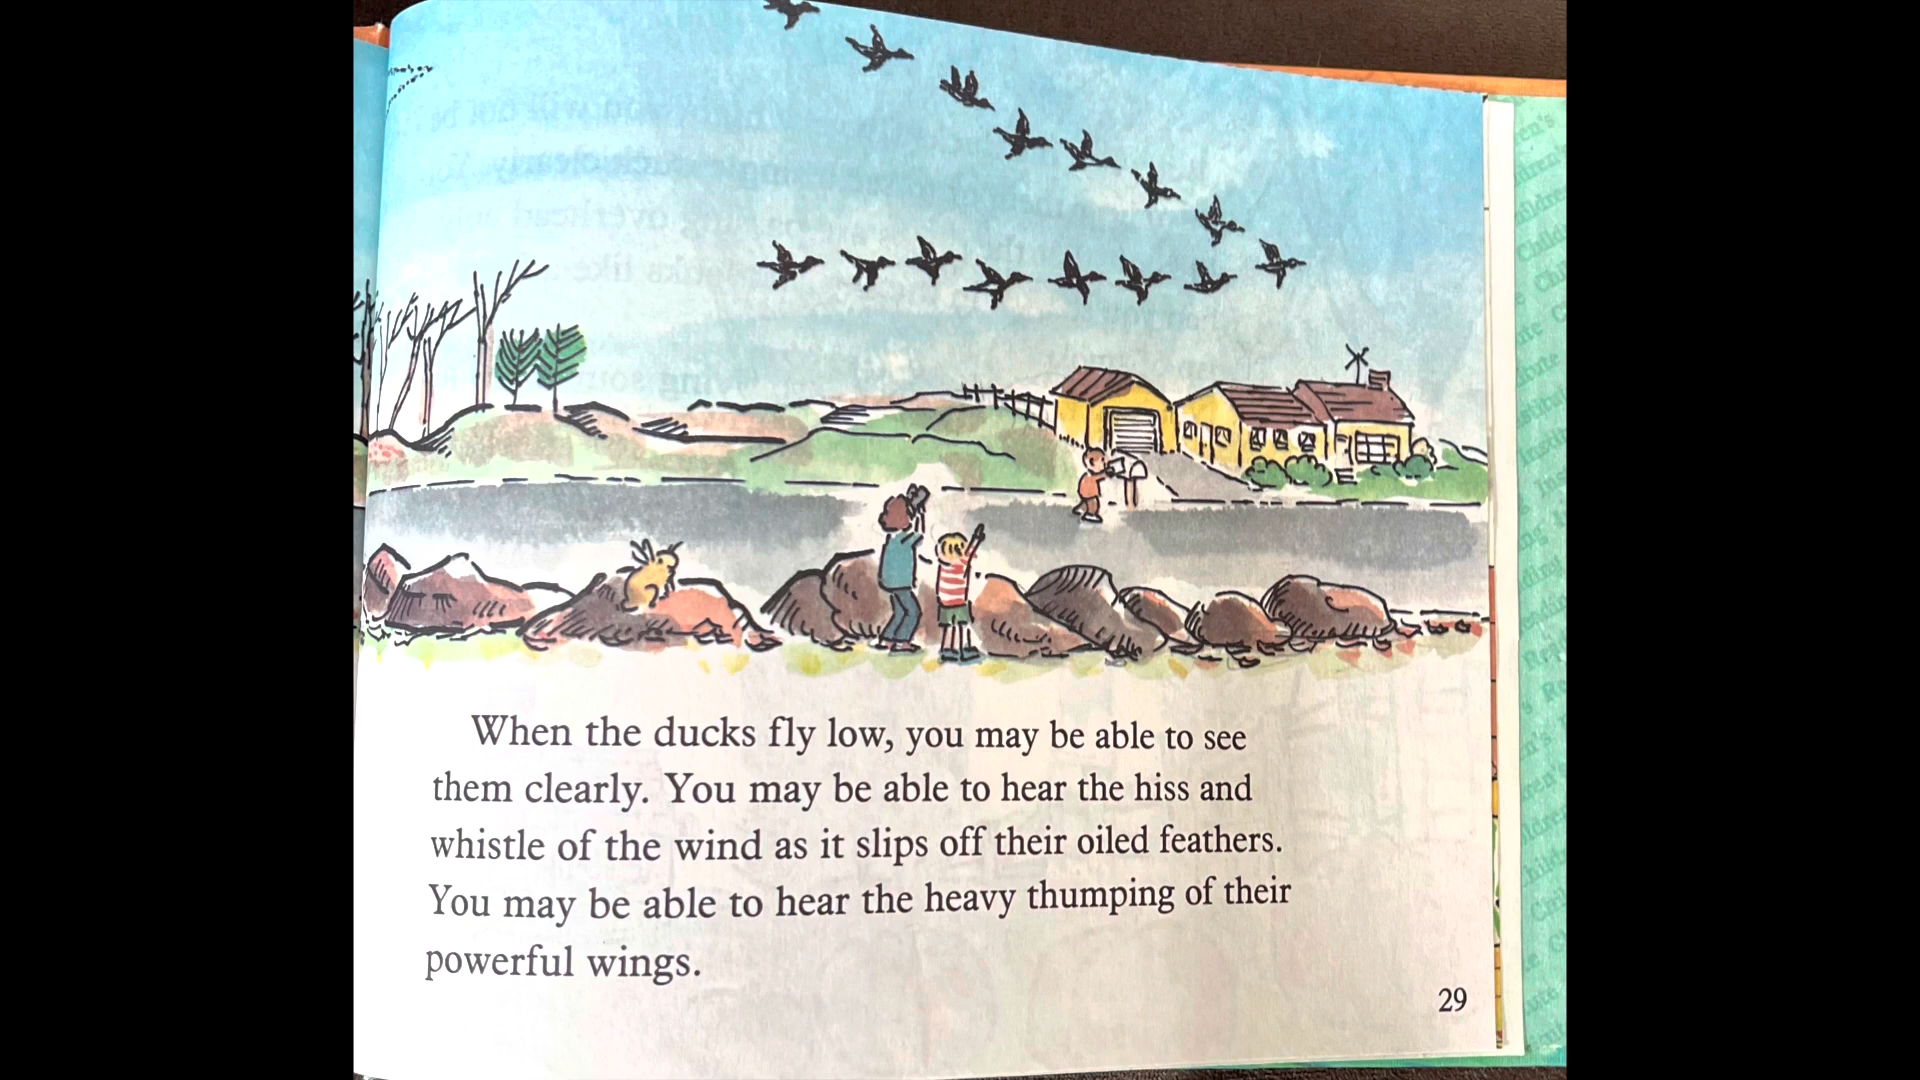 When the ducks fly low, you may be able to see
them clearly. You may be able to hear the hiss and
whistle of the wind as it slips off their oiled feathers.
You may be able to hear the heavy thumping of their
powerful wings.
29